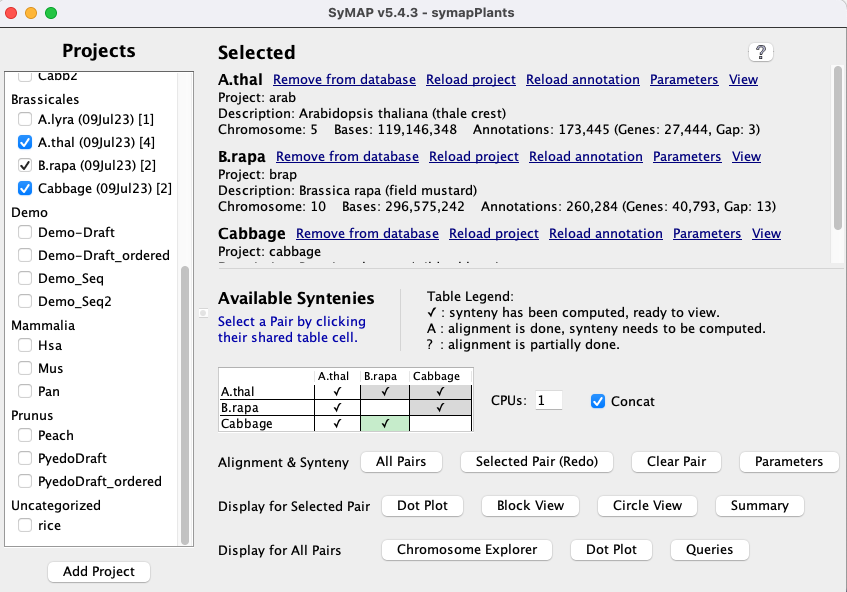 SyMAP v5.4.3 - symapPlants
Projects
Cabb2
Brassicales
A.lyra (09Jul23) [1]
A.thal (09Jul23) [4]
B.rapa (09Jul23) [2]
Cabbage (09Jul23) [2]
Demo
Demo-Draft
Demo-Draft_ordered
Demo_Seq
Demo_Seq2
Mammalia
Hsa
Mus
Pan
Prunus
Peach
PyedoDraft
PyedoDraft_ordered
Uncategorized
rice
Add Project
Selected
?
A.thal Remove from database Reload project Reload annotation Parameters View
Project: arab
Description: Arabidopsis thaliana (thale crest)
Chromosome: 5 Bases: 119,146,348 Annotations: 173,445 (Genes: 27,444, Gap: 3)
B.rapa Remove from database Reload project Reload annotation Parameters View
Project: brap
Description: Brassica rapa (field mustard)
Chromosome: 10 Bases: 296,575,242 Annotations: 260,284 (Genes: 40,793, Gap: 13)
Cabbage Remove from database Reload project Reload annotation Parameters View
Project: cabbage
Available Syntenies
Select a Pair by clicking
their shared table cell.
Table Legend:
✓ : synteny has been computed, ready to view.
A : alignment is done, synteny needs to be computed.
? : alignment is partially done.
A.thal B.rapa Cabbage
A.thal ✓ ✓ ✓
B.rapa ✓ ✓
Cabbage ✓ ✓
CPUs: 1 Concat
Alignment & Synteny All Pairs Selected Pair (Redo) Clear Pair Parameters
Display for Selected Pair Dot Plot Block View Circle View Summary
Display for All Pairs Chromosome Explorer Dot Plot Queries